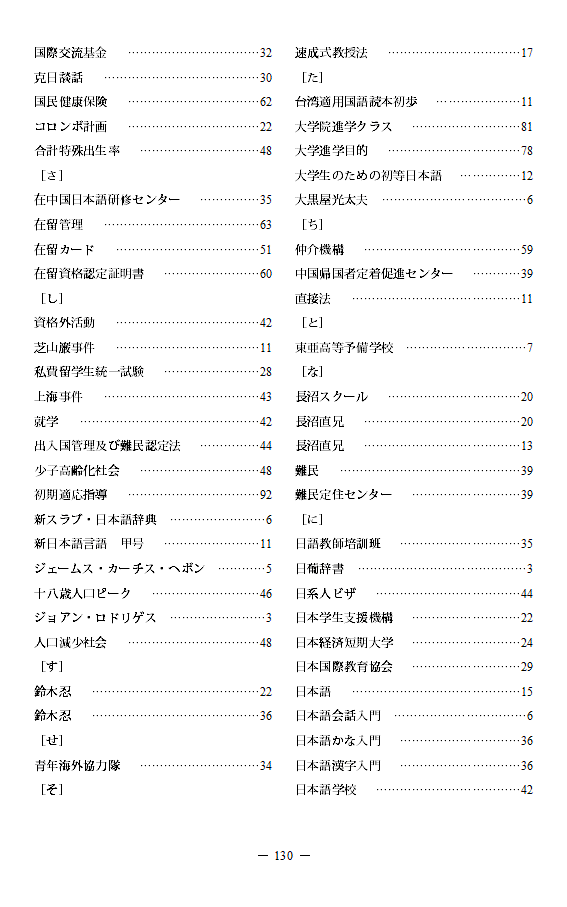 国際交流基金 ………………………………32
克日談話 ………………………………30
国民健康保険 ………………………………62
コロンボ計画 ………………………………22
合計特殊出生率 ………………………………48
［さ］
在中国日本語研修センター ………………35
在留管理 ………………………………63
在留カード ………………………………51
在留資格認定証明書 ………………………60
［し］
資格外活動 ………………………………42
芝山巌事件 ………………………………11
私費留学生統一試験 ………………………28
上海事件 ………………………………43
就学 ………………………………42
出入国管理及び難民認定法 ………………44
少子高齢化社会 ………………………………48
初期適応指導 ………………………………92
新スラブ・日本語辞典 ………………………6
新日本語言語　甲号 ………………………11
ジェームス・カーチス・ヘボン …………5
十八歳人口ピーク ………………………………46
ジョアン・ロドリゲス ………………………3
人口減少社会 ………………………………48
［す］
鈴木忍 ………………………………22
鈴木忍 ………………………………36
［せ］
青年海外協力隊 ………………………………34
［そ］
速成式教授法 ………………………………17
［た］
台湾適用国語読本初歩 ……………………11
大学院進学クラス ………………………81
大学進学目的 ………………………………78
大学生のための初等日本語 ……………12
大黒屋光太夫 ………………………………6
［ち］
仲介機構 ………………………………59
中国帰国者定着促進センター …………39
直接法 ………………………………11
［と］
東亜高等予備学校 ………………………………7
［な］
長沼スクール ………………………………20
長沼直兄 ………………………………20
長沼直兄 ………………………………13
難民 ………………………………39
難民定住センター ………………………39
［に］
日語教師培訓班 ………………………………35
日葡辞書 ………………………………3
日系人ビザ ………………………………44
日本学生支援機構 ………………………22
日本経済短期大学 ………………………24
日本国際教育協会 ………………………29
日本語 ………………………………15
日本語会話入門 ………………………………6
日本語かな入門 ………………………………36
日本語漢字入門 ………………………………36
日本語学校 ………………………………42
― 130 ―